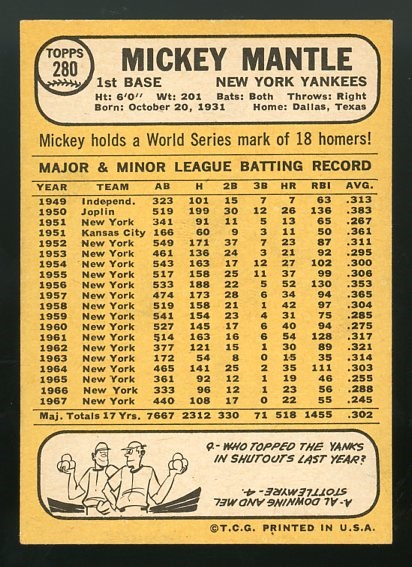 TOPPS
280
MICKEY MANTLE
1st BASE NEW YORK YANKEES
Ht: 6'0" Wt: 201 Bats: Both Throws: Right
Born: October 20, 1931 Home: Dallas, Texas
Mickey holds a World Series mark of 18 homers!
MAJOR & MINOR LEAGUE BATTING RECORD
YEAR TEAM AB H 2B 3B HR RBI AVG.
1949 Independ. 323 101 15 7 7 63 .313
1950 Joplin 519 199 30 12 26 136 .383
1951 New York 341 91 11 5 13 65 .267
1951 Kansas City 166 60 9 3 11 50 .361
1952 New York 549 171 37 7 23 87 .311
1953 New York 461 136 24 3 21 92 .295
1954 New York 543 163 17 12 27 102 .300
1955 New York 517 158 25 11 37 99 .306
1956 New York 533 188 22 5 52 130 .353
1957 New York 474 173 28 6 34 94 .365
1958 New York 519 158 21 1 42 97 .304
1959 New York 541 154 23 4 31 75 .285
1960 New York 527 145 17 6 40 94 .275
1961 New York 514 163 16 6 54 128 .317
1962 New York 377 121 15 1 30 89 .321
1963 New York 172 54 8 0 15 35 .314
1964 New York 465 141 25 2 35 111 .303
1965 New York 361 92 12 1 19 46 .255
1966 New York 333 96 12 1 23 56 .288
1967 New York 440 108 17 0 22 55 .245
Maj. Totals 17 Yrs. 7667 2312 330 71 518 1455 .302
Q- WHO TOPPED THE YANKS
IN SHUTOUTS LAST YEAR?
A- AL DOWNING AND MEL
STOTTLEMYRE - 4.
©T.C.G. PRINTED IN U.S.A.